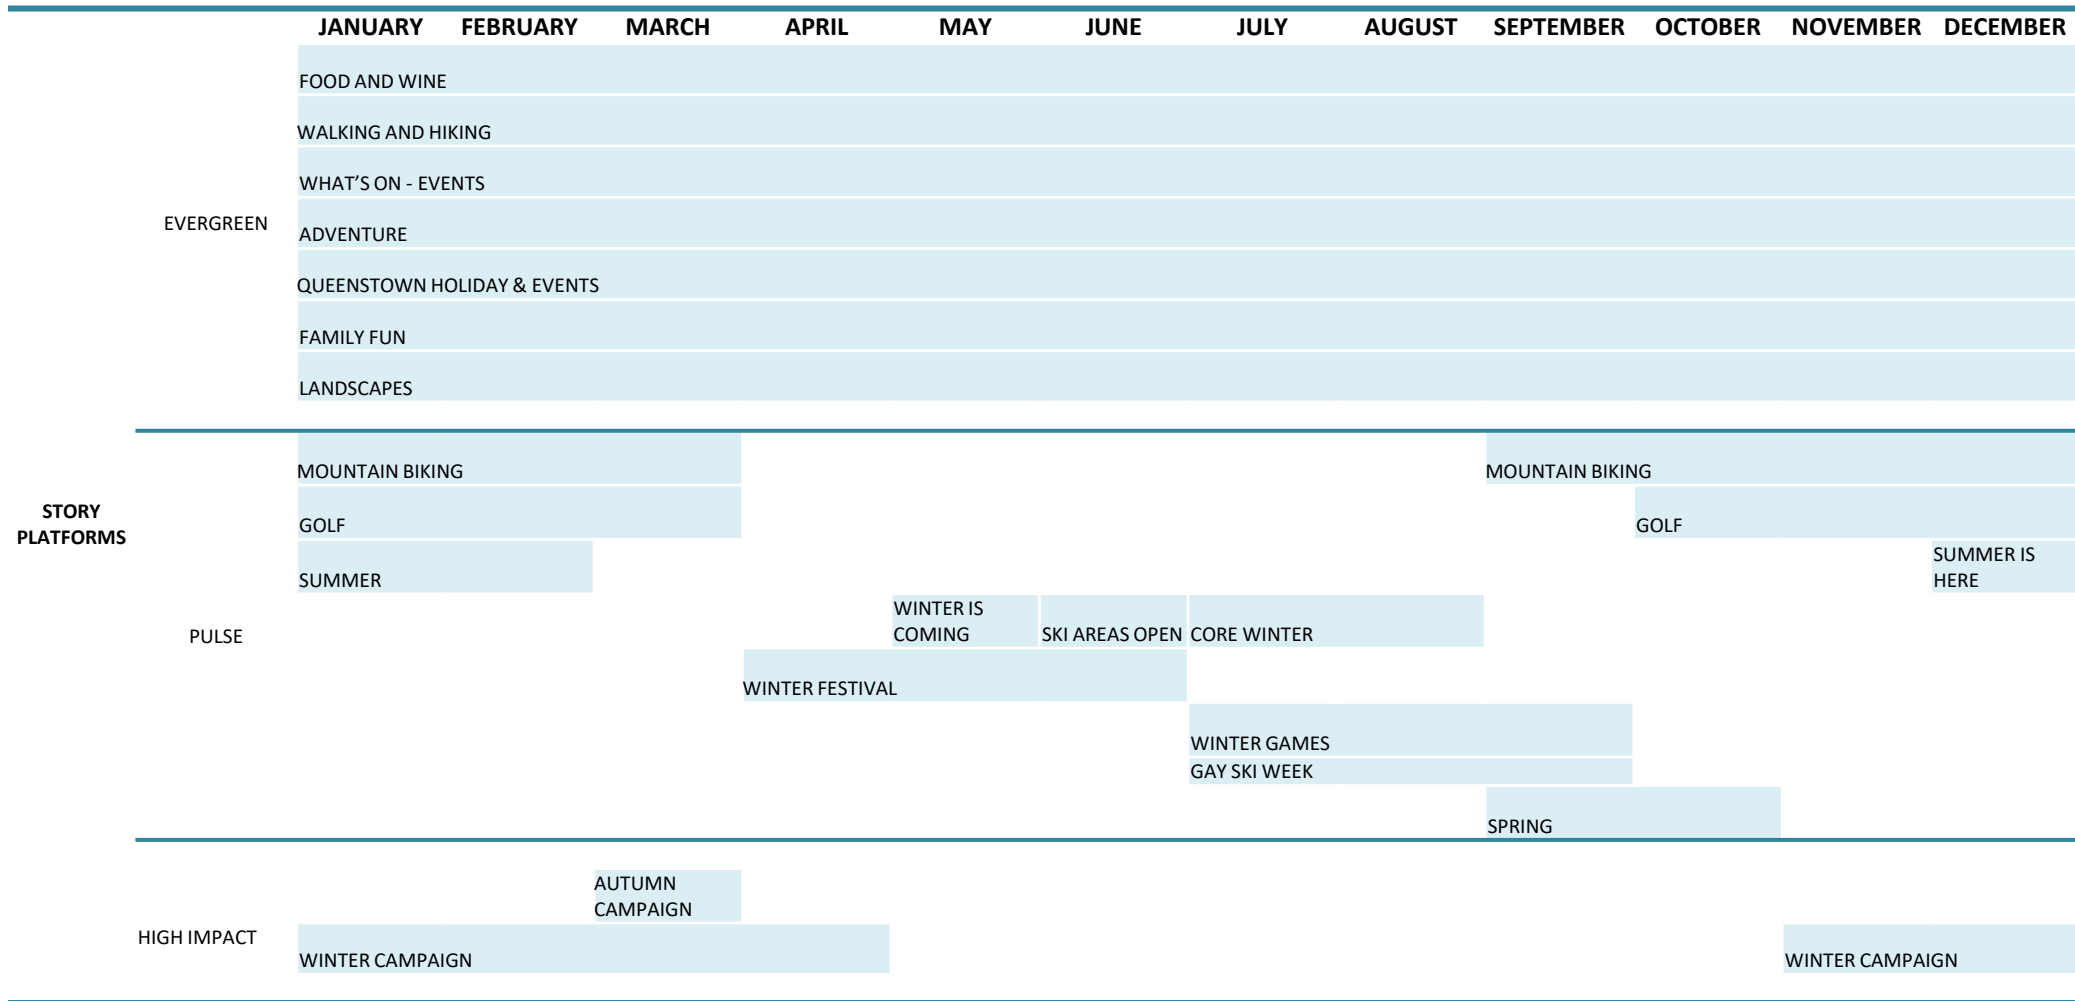 JANUARY FEBRUARY MARCH APRIL MAY JUNE JULY AUGUST SEPTEMBER OCTOBER NOVEMBER DECEMBER
STORY
PLATFORMS
EVERGREEN
FOOD AND WINE
WALKING AND HIKING
WHAT’S ON - EVENTS
ADVENTURE
QUEENSTOWN HOLIDAY & EVENTS
FAMILY FUN
LANDSCAPES
PULSE
MOUNTAIN BIKING MOUNTAIN BIKING
GOLF GOLF
SUMMER
SUMMER IS
HERE
WINTER IS
COMING
SKI AREAS OPEN
CORE WINTER
WINTER FESTIVAL
WINTER GAMES
GAY SKI WEEK
SPRING
HIGH IMPACT
AUTUMN
CAMPAIGN
WINTER CAMPAIGN WINTER CAMPAIGN